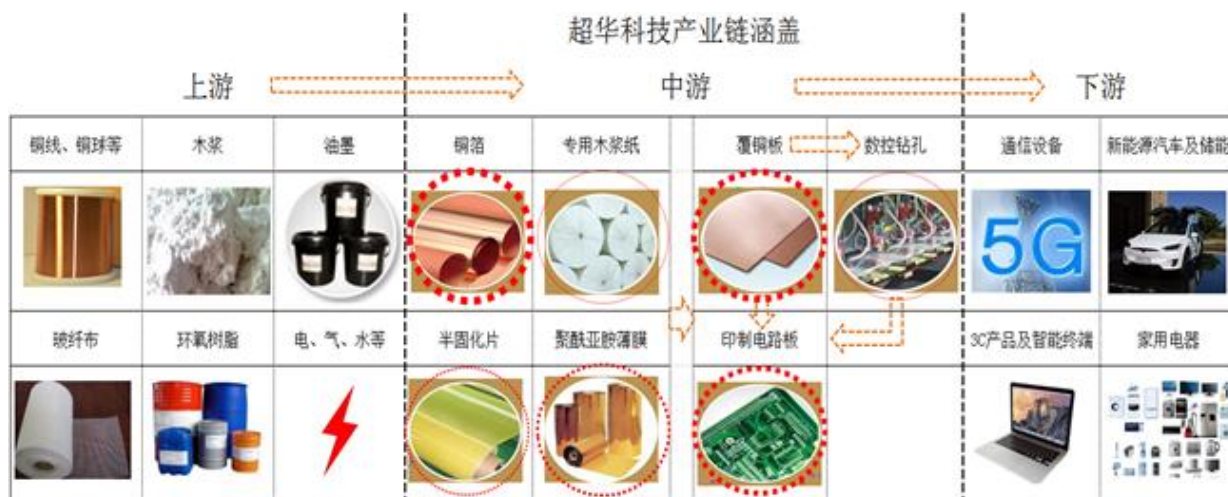 超华科技产业链涵盖
上游
中游
下游
铜线、铜球等
木浆
油墨
铜箔
专用木浆纸
覆铜板
数控钻孔
通信设备
新能源汽车及储能
5G
玻纤布
环氧树脂
电、气、水等
半固化片
聚酰亚胺薄膜
印制电路板
3C产品及智能终端
家用电器